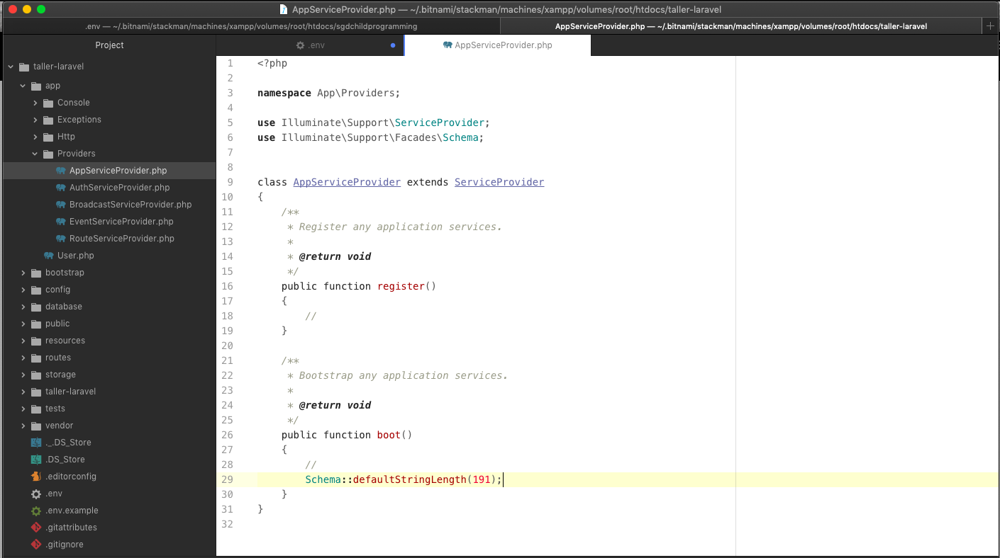 AppServiceProvider.php — ~/.bitnami/stackman/machines/xampp/volumes/root/htdocs/taller-laravel
.env — ~/.bitnami/stackman/machines/xampp/volumes/root/htdocs/sgdchildprogramming
AppServiceProvider.php — ~/.bitnami/stackman/machines/xampp/volumes/root/htdocs/taller-laravel
Project
taller-laravel
app
Console
Exceptions
Http
Providers
AppServiceProvider.php
AuthServiceProvider.php
BroadcastServiceProvider.php
EventServiceProvider.php
RouteServiceProvider.php
User.php
bootstrap
config
database
public
resources
routes
storage
taller-laravel
tests
vendor
._.DS_Store
.DS_Store
.editorconfig
.env
.env.example
.gitattributes
.gitignore
.env
AppServiceProvider.php
1 <?php
2
3 namespace App\Providers;
4
5 use Illuminate\Support\ServiceProvider;
6 use Illuminate\Support\Facades\Schema;
7
8
9 class AppServiceProvider extends ServiceProvider
10 {
11     /**
12      * Register any application services.
13      *
14      * @return void
15      */
16     public function register()
17     {
18         //
19     }
20
21     /**
22      * Bootstrap any application services.
23      *
24      * @return void
25      */
26     public function boot()
27     {
28         //
29         Schema::defaultStringLength(191);
30     }
31 }
32